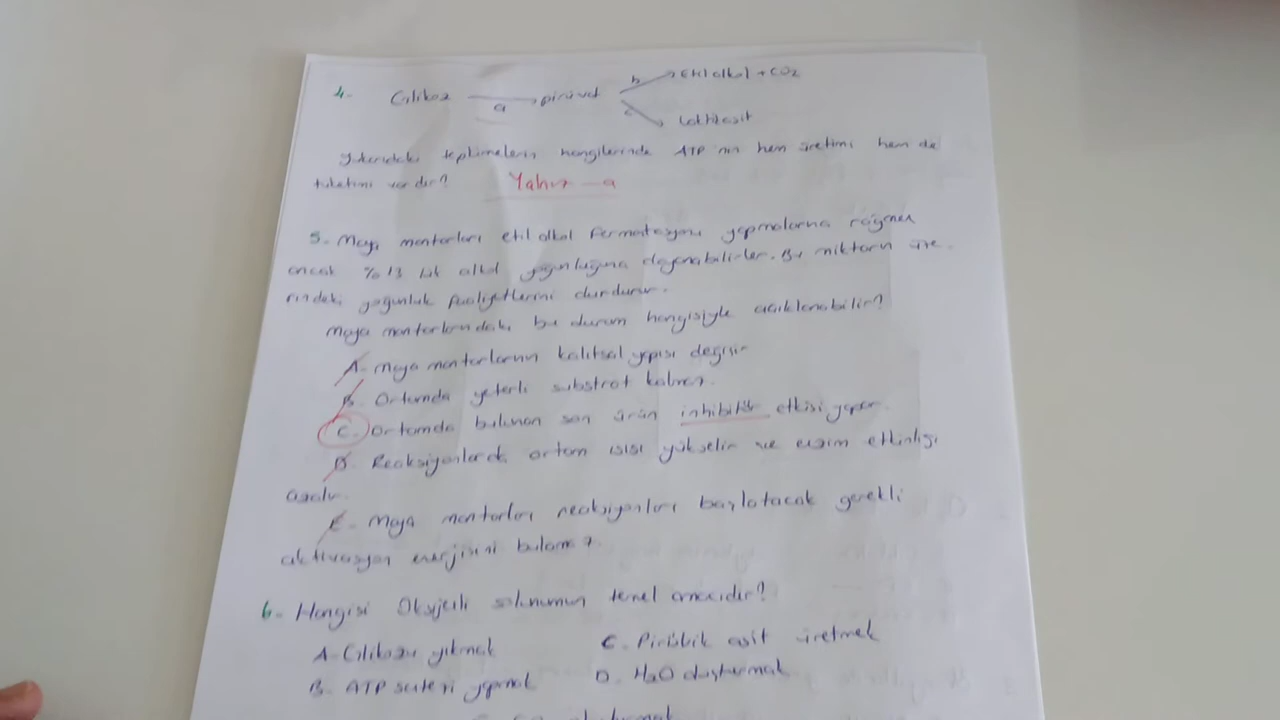 4. Glikoz a pirüvat b Etil alkol + CO2
c Laktik asit
Yukarıdaki tepkimelerin hangilerinde ATP nin hem üretimi hem de
tüketimi vardır? Yalnız a
5- Maya mantarları etil alkol fermantasyonu yapmalarına rağmen
ancak %13 lük alkol yoğunluğuna dayanabilirler. Bu miktarın üze-
rindeki yoğunluk faaliyetlerini durdurur.
Maya mantarlarındaki bu durum hangisiyle açıklanabilir?
A- Maya mantarlarının kalıtsal yapısı değişir
B- Ortamda yeterli substrat kalmaz.
C. Ortamda bulunan son ürün inhibitör etkisi yapar.
D. Reaksiyonlarda ortam ısısı yükselir ve enzim etkinliği
azalır.
E- Maya mantarları reaksiyonları başlatacak gerekli
aktivasyon enerjisini bulamaz
6- Hangisi Oksijenli solunumun temel amacıdır?
A- Glikozu yıkmak C. Pirüvik asit üretmek
B- ATP sentezi yapmak D. H2O oluşturmak